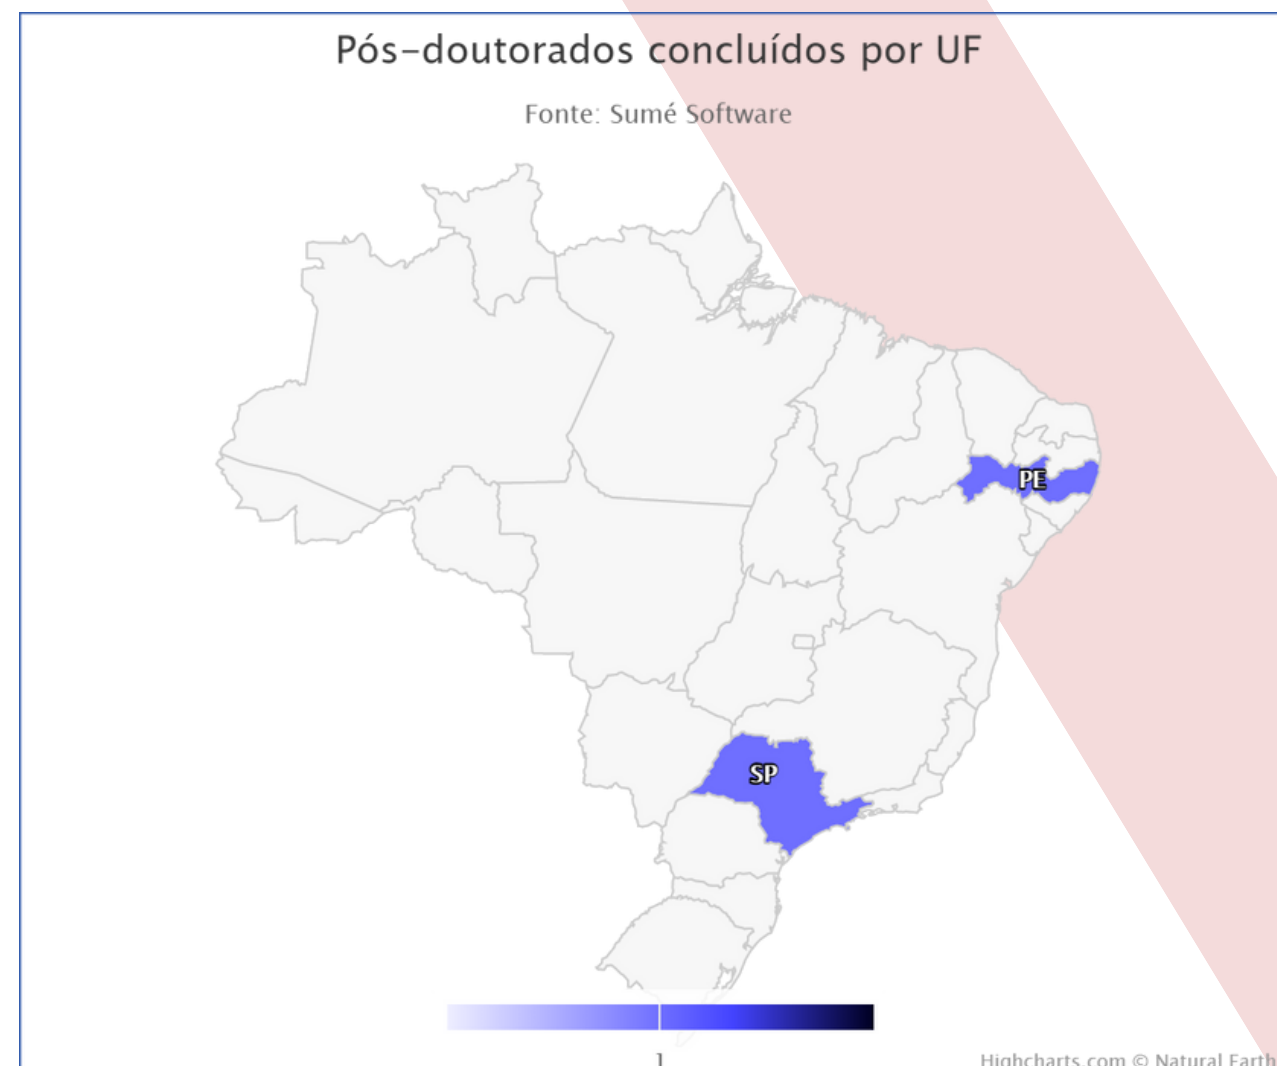 Pós-doutorados concluídos por UF
Fonte: Sumé Software
PE
SP
1
Highcharts.com © Natural Earth